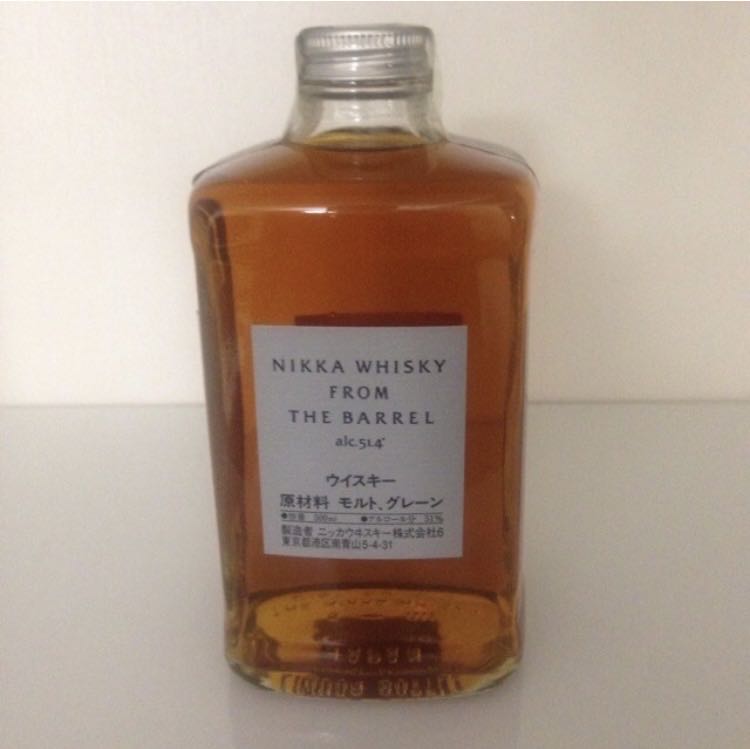 NIKKA WHISKY
FROM
THE BARREL
alc.51.4°
ウイスキー
原材料 モルト、グレーン
●容量 500ml ●アルコール分 51%
製造者 ニッカウヰスキー株式会社6
東京都港区南青山5-4-31